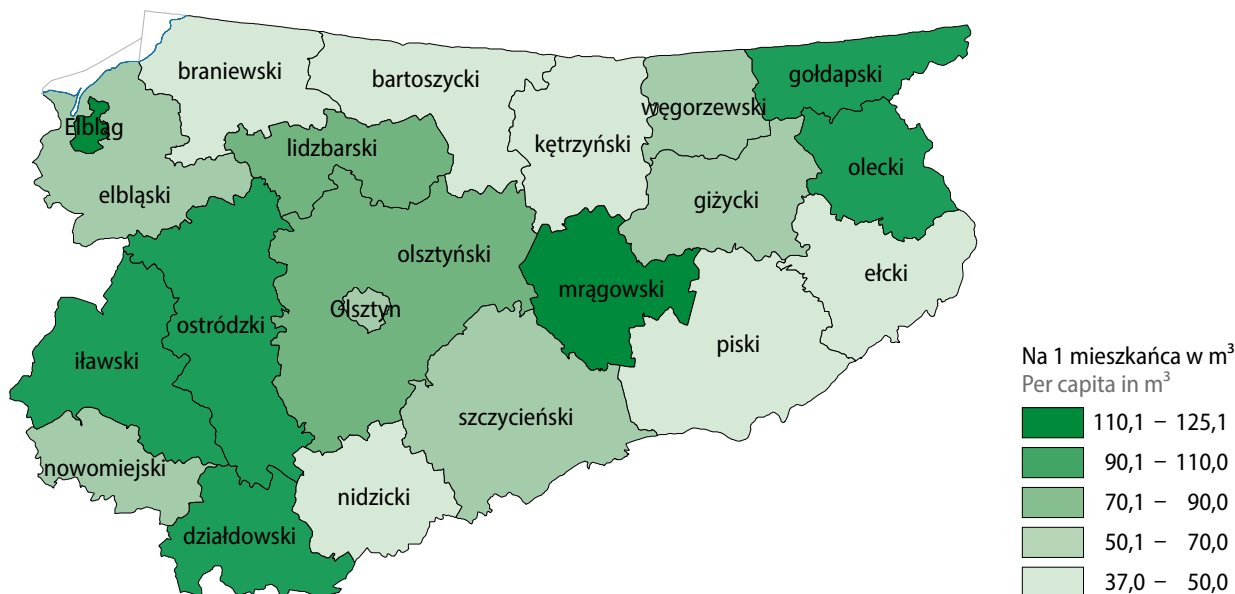 braniewski
bartoszycki
gołdapski
węgorzewski
Elbląg
kętrzyński
lidzbarski
olecki
elbląski
giżycki
olsztyński
ełcki
mrągowski
Olsztyn
ostródzki
piski
iławski
szczycieński
nowomiejski
nidzicki
działdowski
Na 1 mieszkańca w m³
Per capita in m³
110,1 – 125,1
90,1 – 110,0
70,1 – 90,0
50,1 – 70,0
37,0 – 50,0